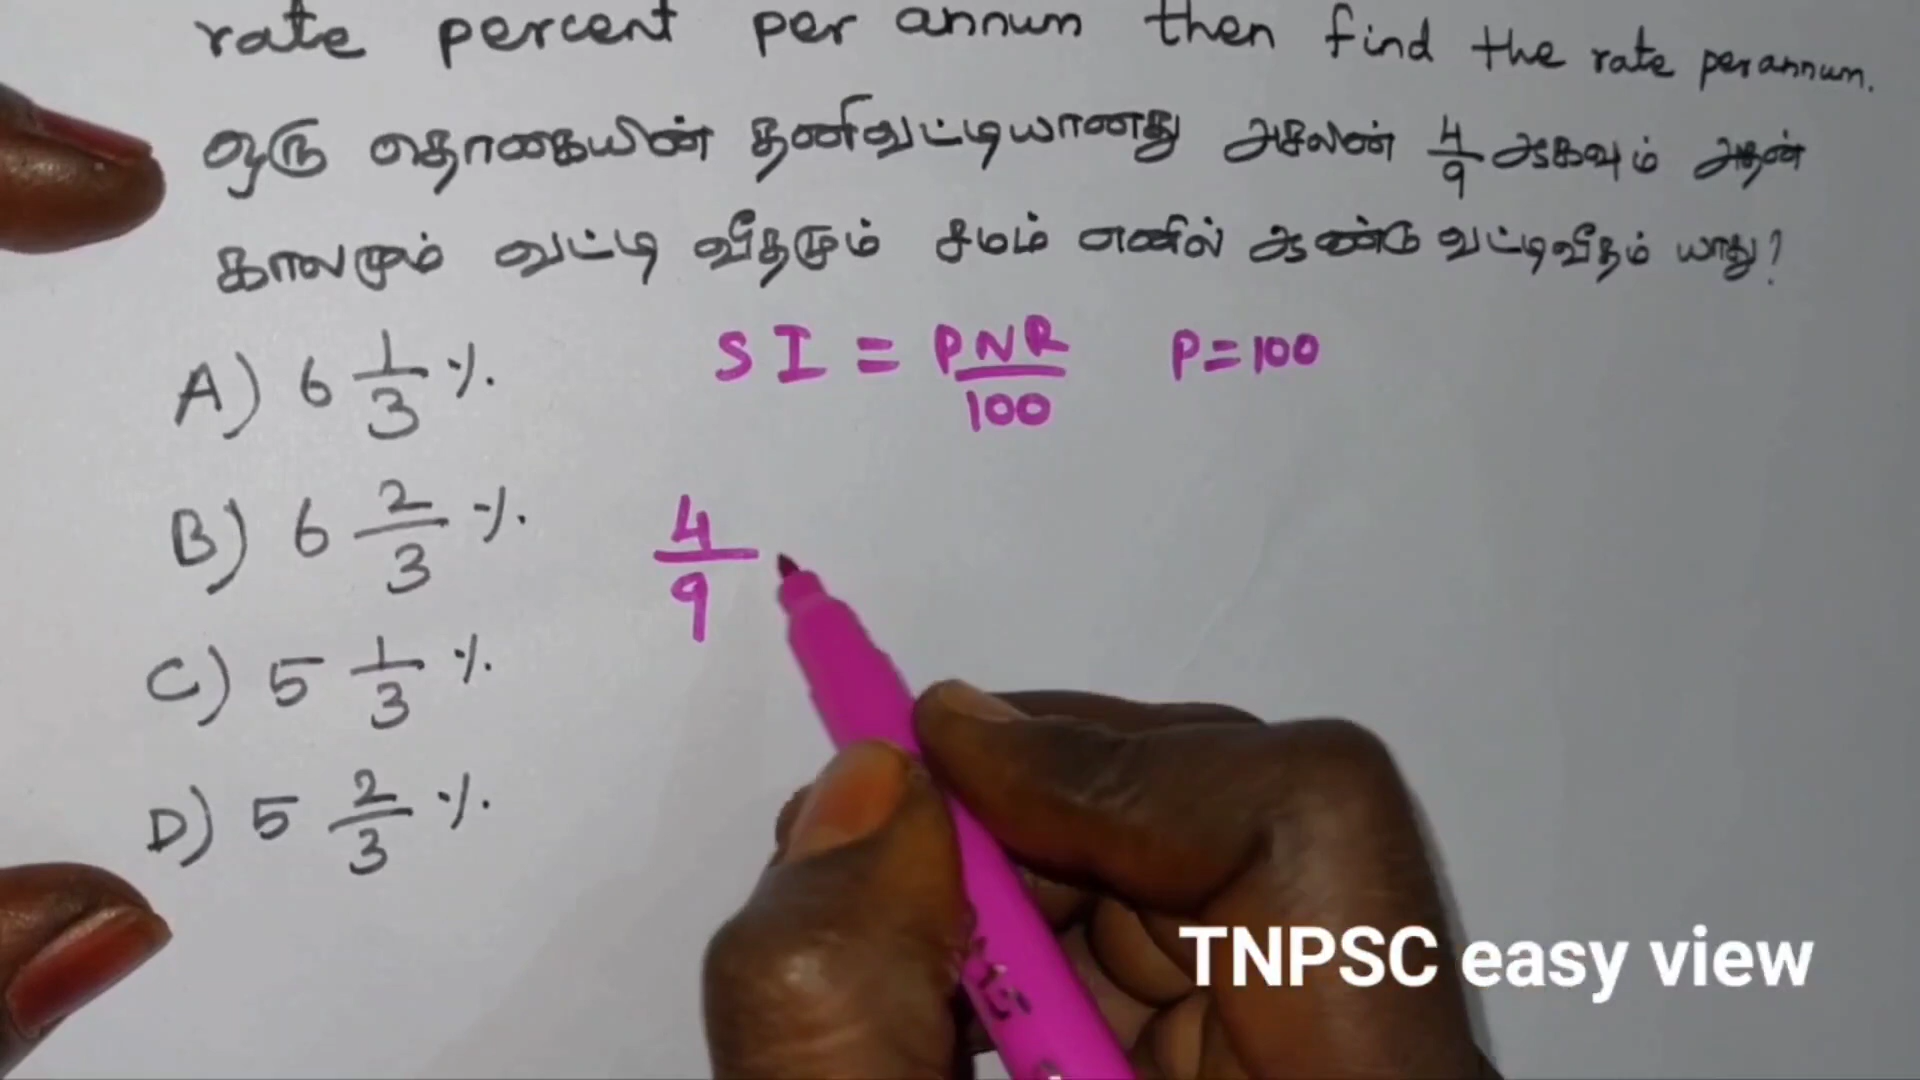 rate percent per annum then find the rate per annum.
ஒரு தொகையின் தனிவட்டியானது அசலின் 4/9 ஆகவும் அதன்
காலமும் வட்டி வீதமும் சமம் எனில் ஆண்டு வட்டிவீதம் யாது?
SI = PNR/100 P=100
A) 6 1/3 %
4/9
B) 6 2/3 %
C) 5 1/3 %
D) 5 2/3 %
TNPSC easy view